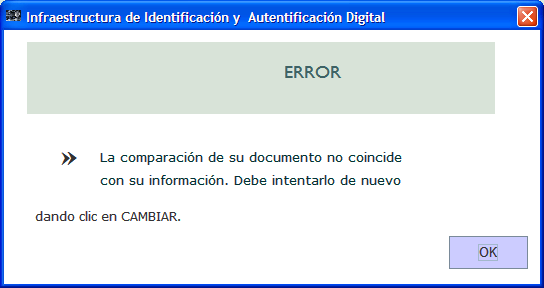 Infraestructura de Identificación y  Autentificación Digital
ERROR
La comparación de su documento no coincide
con su información. Debe intentarlo de nuevo
dando clic en CAMBIAR.
OK